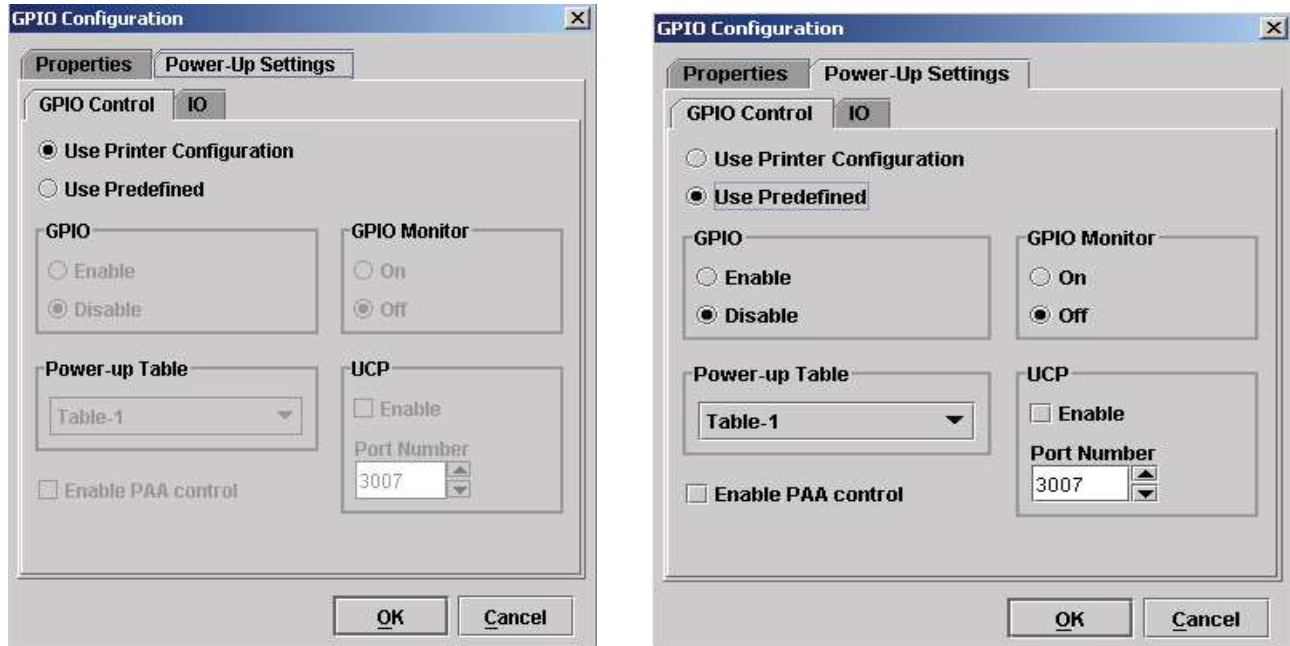 GPIO Configuration
Properties Power-Up Settings
GPIO Control IO
Use Printer Configuration
Use Predefined
GPIO GPIO Monitor
Enable On
Disable Off
Power-up Table UCP
Table-1 Enable
Port Number
3007
Enable PAA control
OK Cancel
GPIO Configuration
Properties Power-Up Settings
GPIO Control IO
Use Printer Configuration
Use Predefined
GPIO GPIO Monitor
Enable On
Disable Off
Power-up Table UCP
Table-1 Enable
Port Number
3007
Enable PAA control
OK Cancel